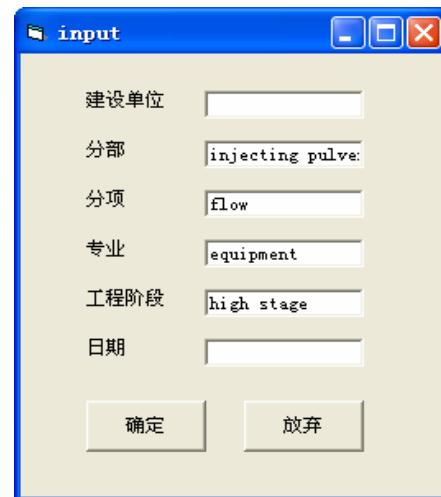 input
建设单位
分部 injecting pulve
分项 flow
专业 equipment
工程阶段 high stage
日期
确定 放弃